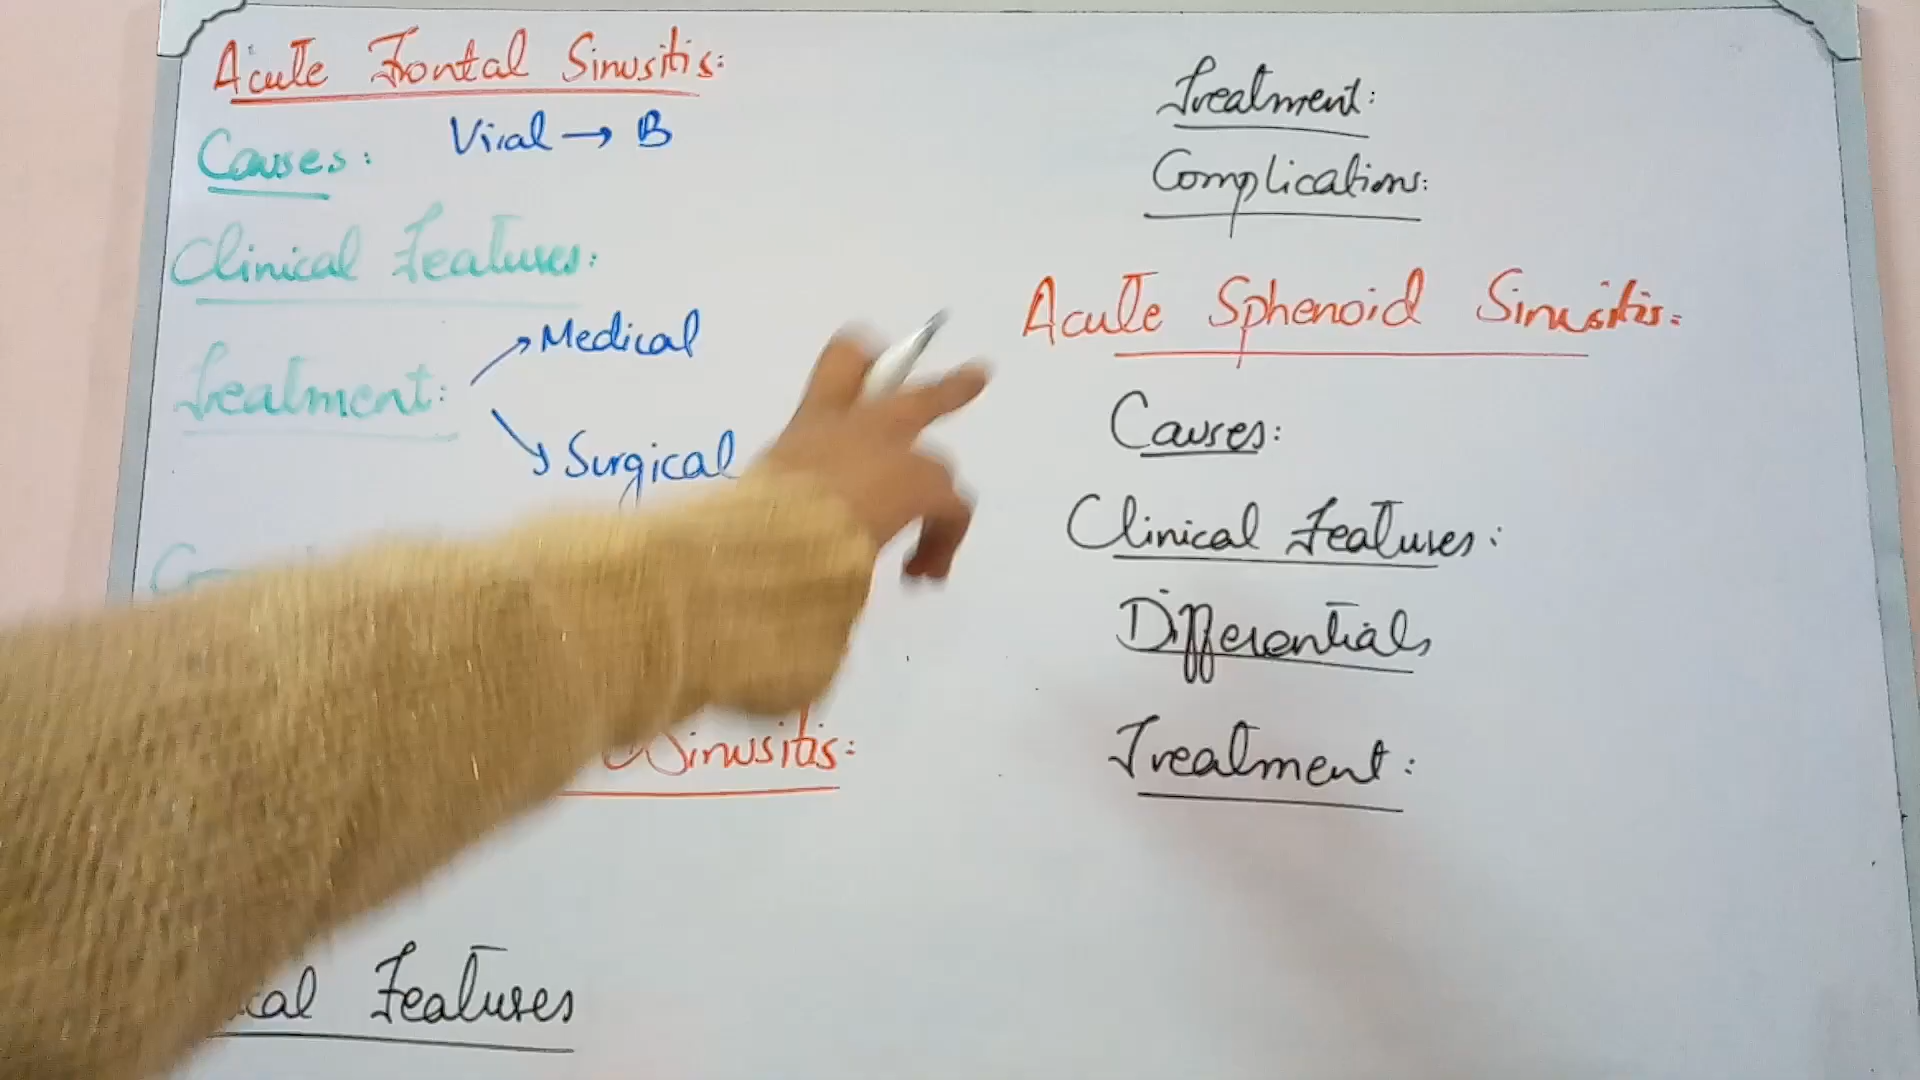 Acute Frontal Sinusitis:
Causes: Viral → B
Clinical Features:
Treatment:
Medical
Surgical
Sinusitis:
Features
Treatment:
Complications:
Acute Sphenoid Sinusitis:
Causes:
Clinical Features:
Differentials
Treatment: